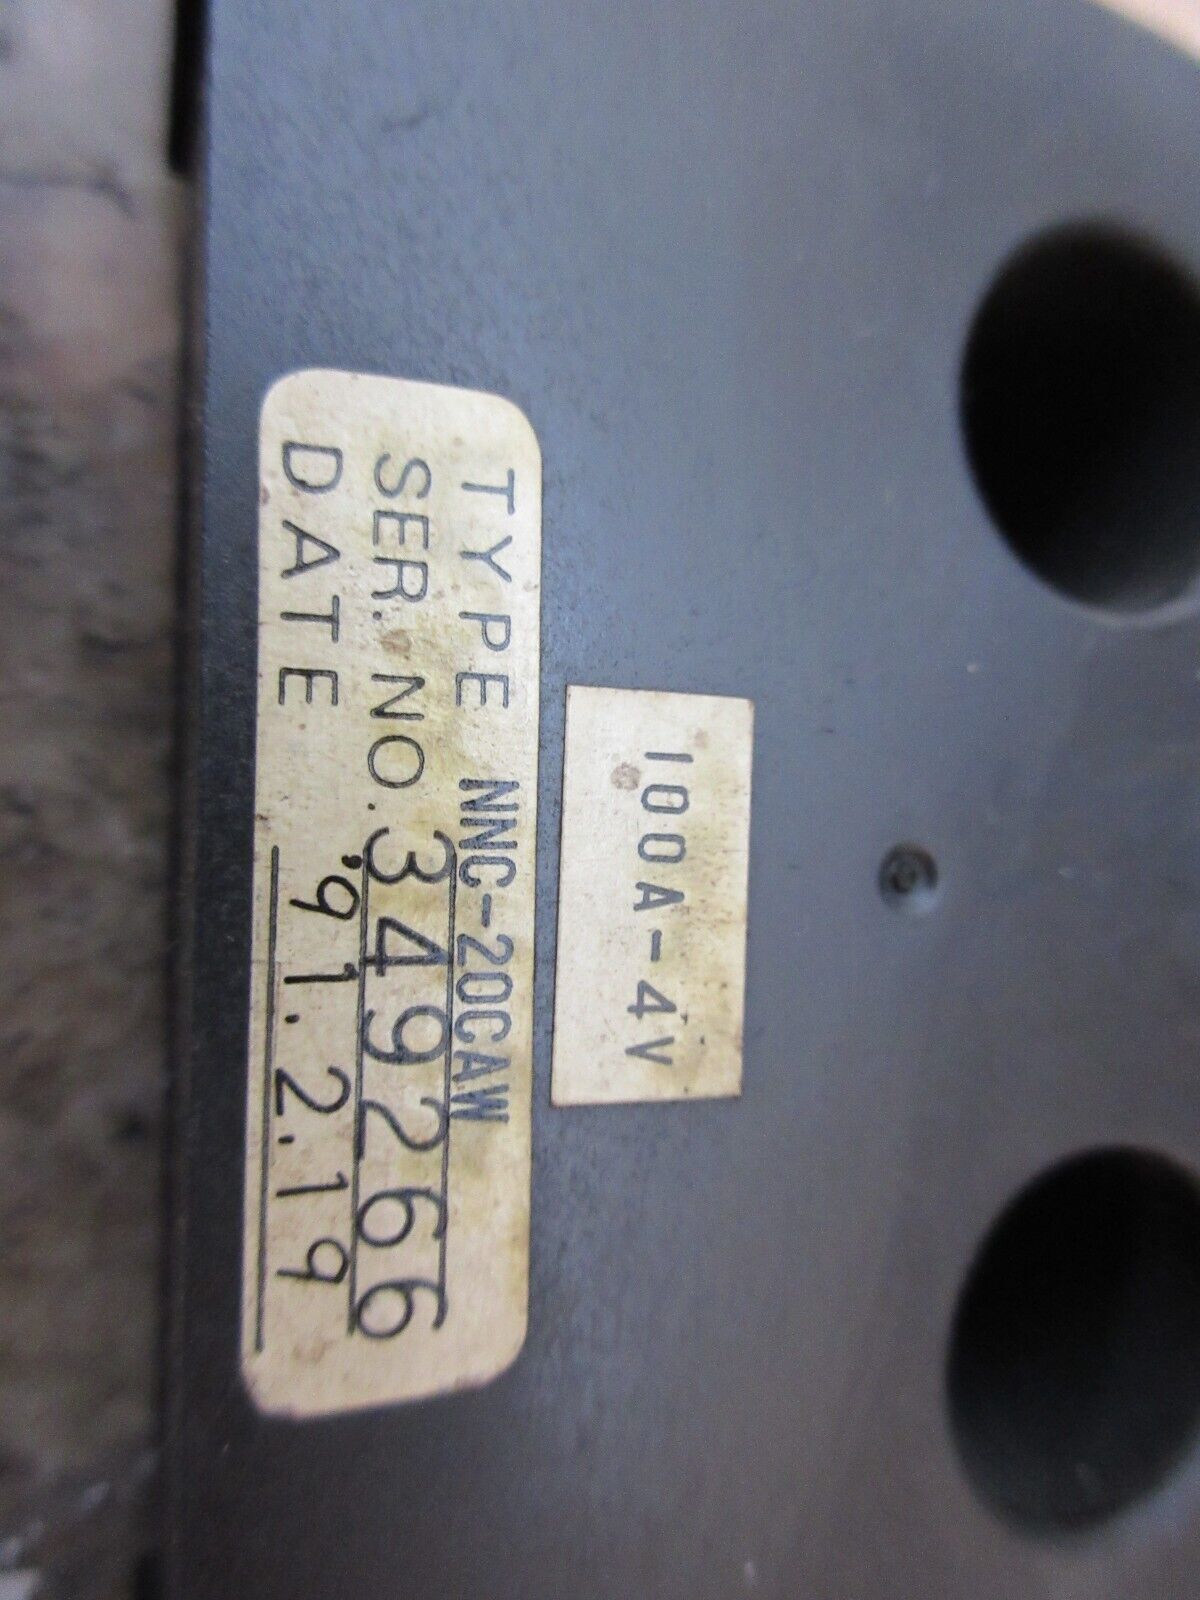 100A-4V
TYPE NNC-20CAW
SER. NO. 349266
DATE '91.2.19